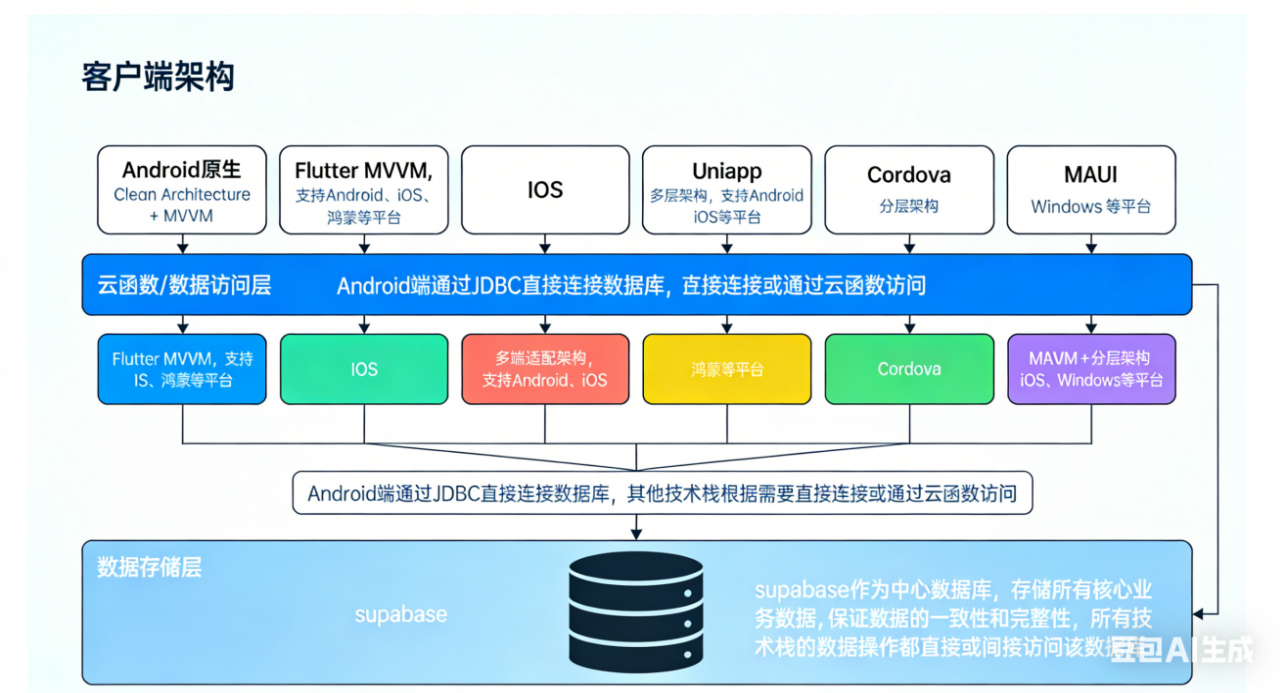 客户端架构
Android原生
Clean Architecture
+ MVVM
Flutter MVVM,
支持Android、iOS、
鸿蒙等平台
IOS
Uniapp
多层架构，支持Android
iOS等平台
Cordova
分层架构
MAUI
Windows 等平台
云函数/数据访问层
Android端通过JDBC直接连接数据库，直接连接或通过云函数访问
Flutter MVVM，支持
IS、鸿蒙等平台
IOS
多端适配架构，
支持Android、iOS
鸿蒙等平台
Cordova
MAVM＋分层架构
iOS、Windows等平台
Android端通过JDBC直接连接数据库，其他技术栈根据需要直接连接或通过云函数访问
数据存储层
supabase
supabase作为中心数据库，存储所有核心业
务数据，保证数据的一致性和完整性，所有技
术栈的数据操作都直接或间接访问该数据
豆包AI生成